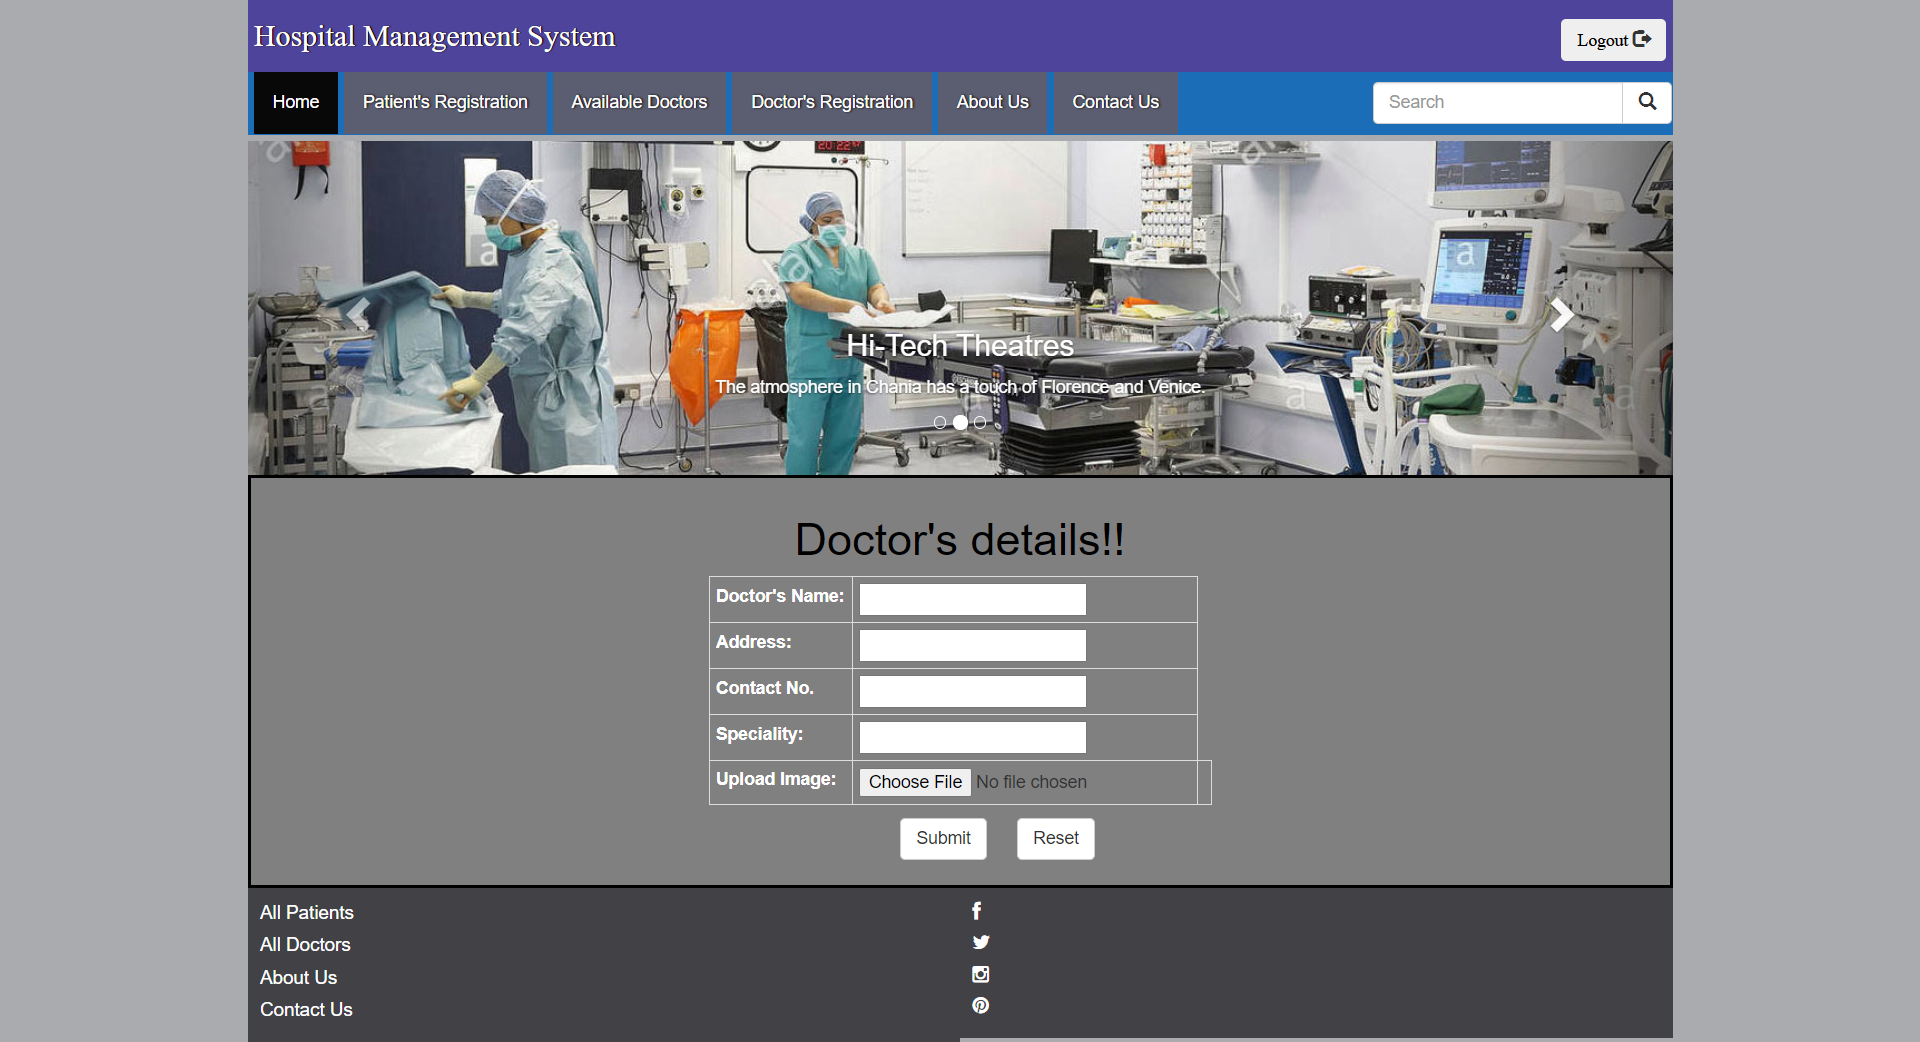 Hospital Management System
Logout
Home Patient's Registration Available Doctors Doctor's Registration About Us Contact Us Search
20:22
a
a
Hi-Tech Theatres
The atmosphere in Chania has a touch of Florence and Venice.
Doctor's details!!
Doctor's Name:
Address:
Contact No.
Speciality:
Upload Image: Choose File No file chosen
Submit Reset
All Patients
All Doctors
About Us
Contact Us